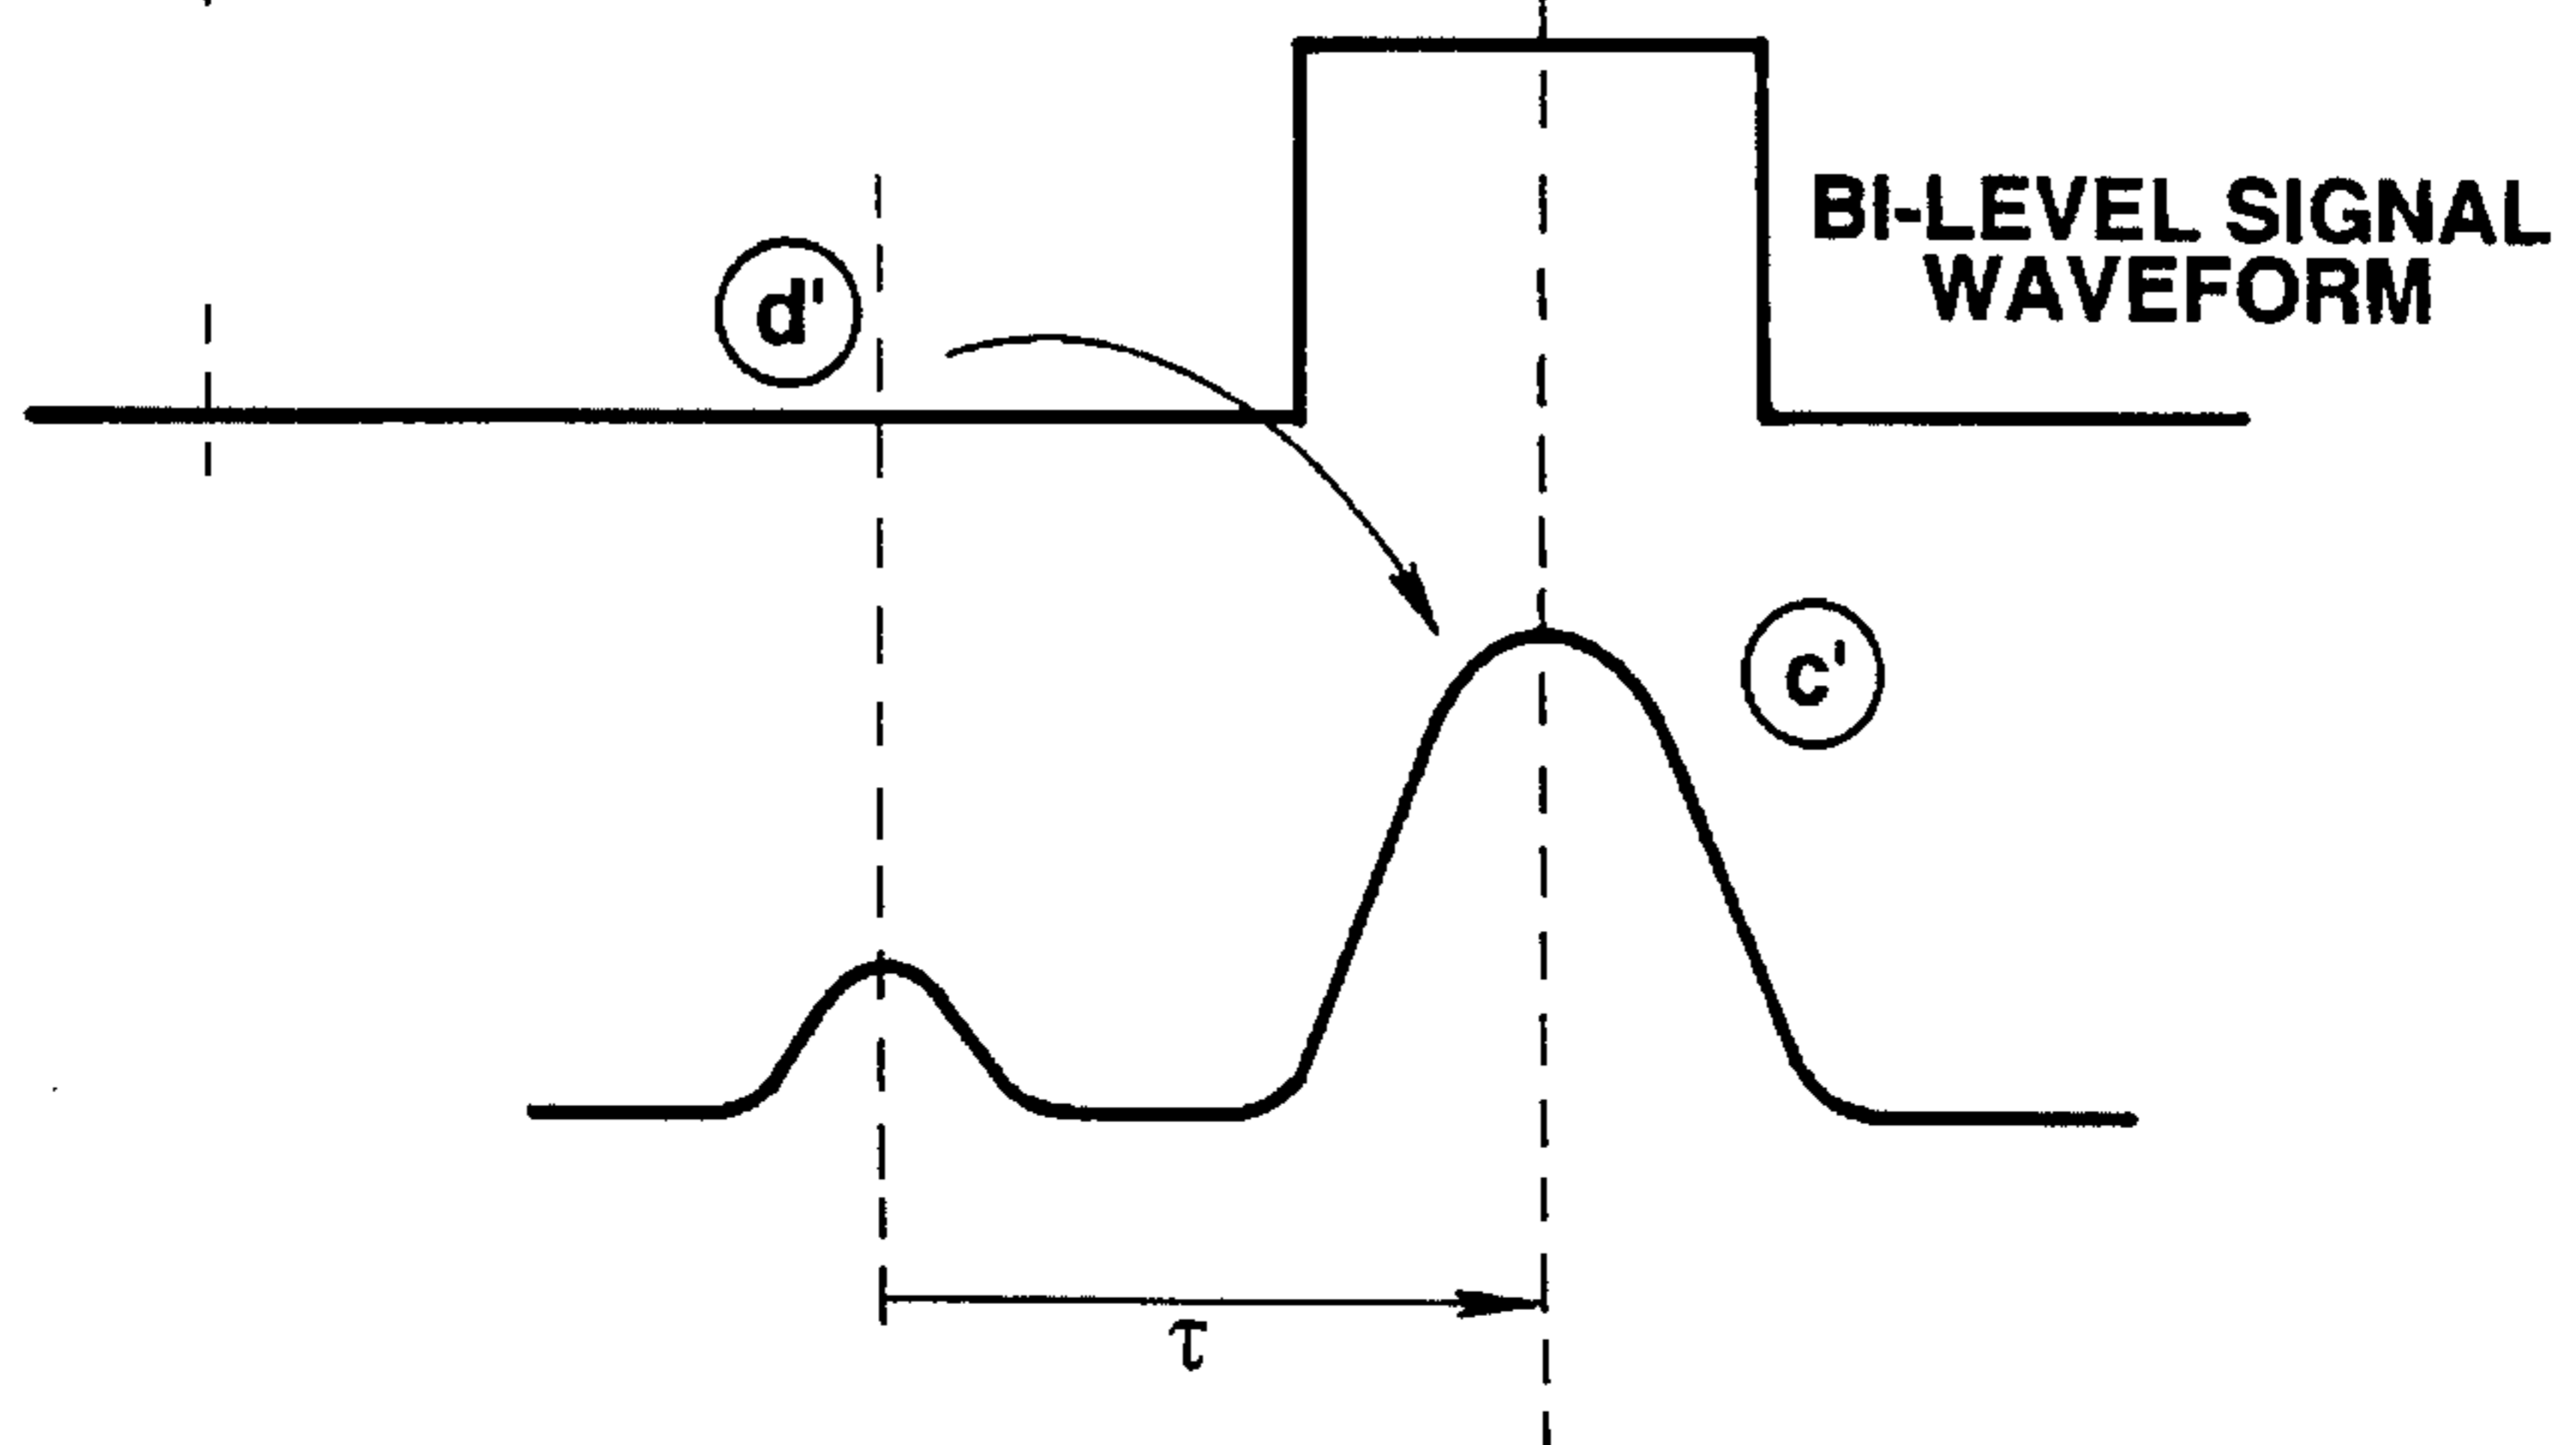 BI-LEVEL SIGNAL
WAVEFORM
d'
c'
τ